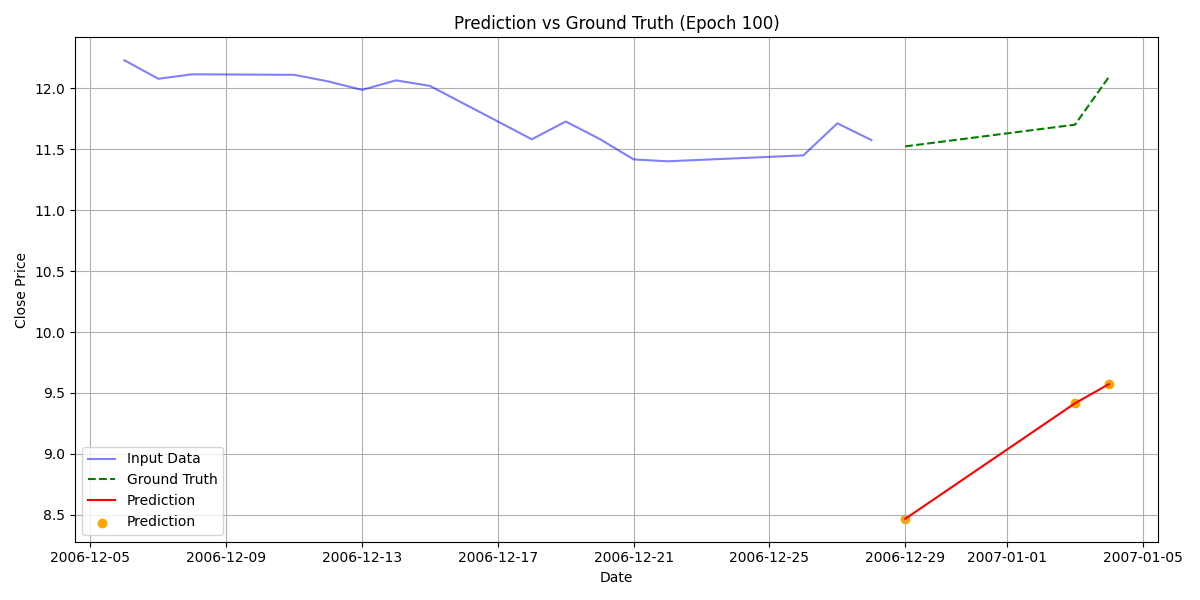 Prediction vs Ground Truth (Epoch 100)
Close Price
12.0
11.5
11.0
10.5
10.0
9.5
9.0
8.5
Input Data
Ground Truth
Prediction
Prediction
2006-12-05 2006-12-09 2006-12-13 2006-12-17 2006-12-21 2006-12-25 2006-12-29 2007-01-01 2007-01-05
Date